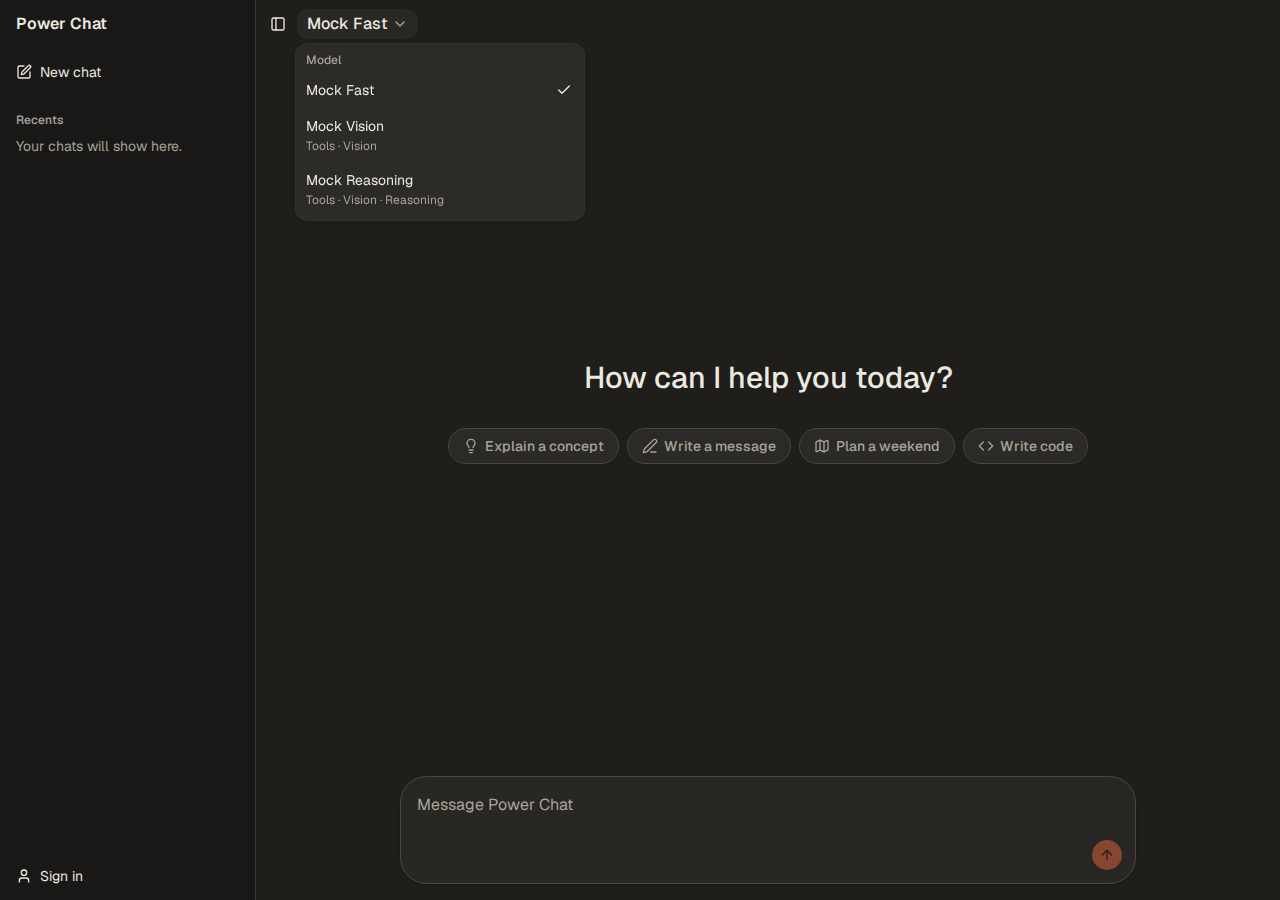 Power Chat
New chat
Recents
Your chats will show here.
Sign in
Mock Fast
Model
Mock Fast
Mock Vision
Tools · Vision
Mock Reasoning
Tools · Vision · Reasoning
How can I help you today?
Explain a concept
Write a message
Plan a weekend
Write code
Message Power Chat